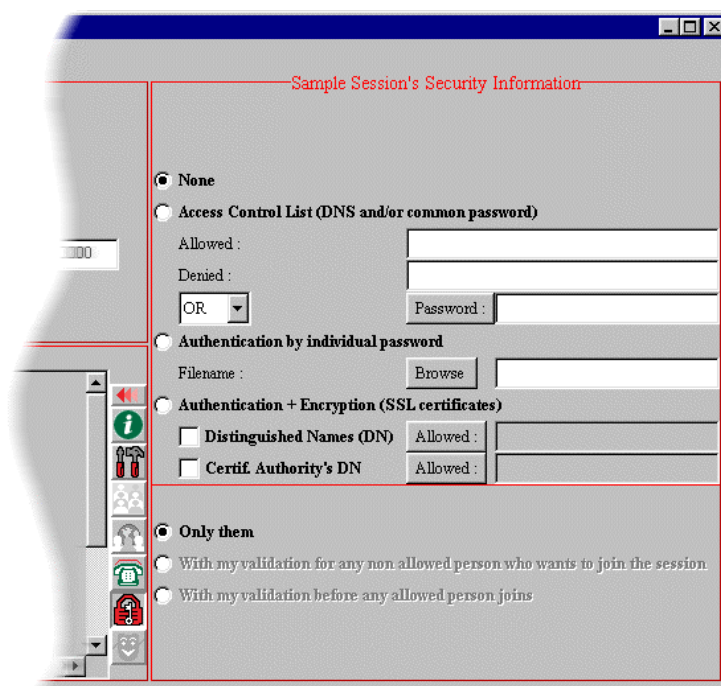 Sample Session's Security Information
None
Access Control List (DNS and/or common password)
Allowed :
Denied :
OR Password :
Authentication by individual password
Filename : Browse
Authentication + Encryption (SSL certificates)
Distinguished Names (DN) Allowed :
Certif. Authority's DN Allowed :
Only them
With my validation for any non allowed person who wants to join the session
With my validation before any allowed person joins